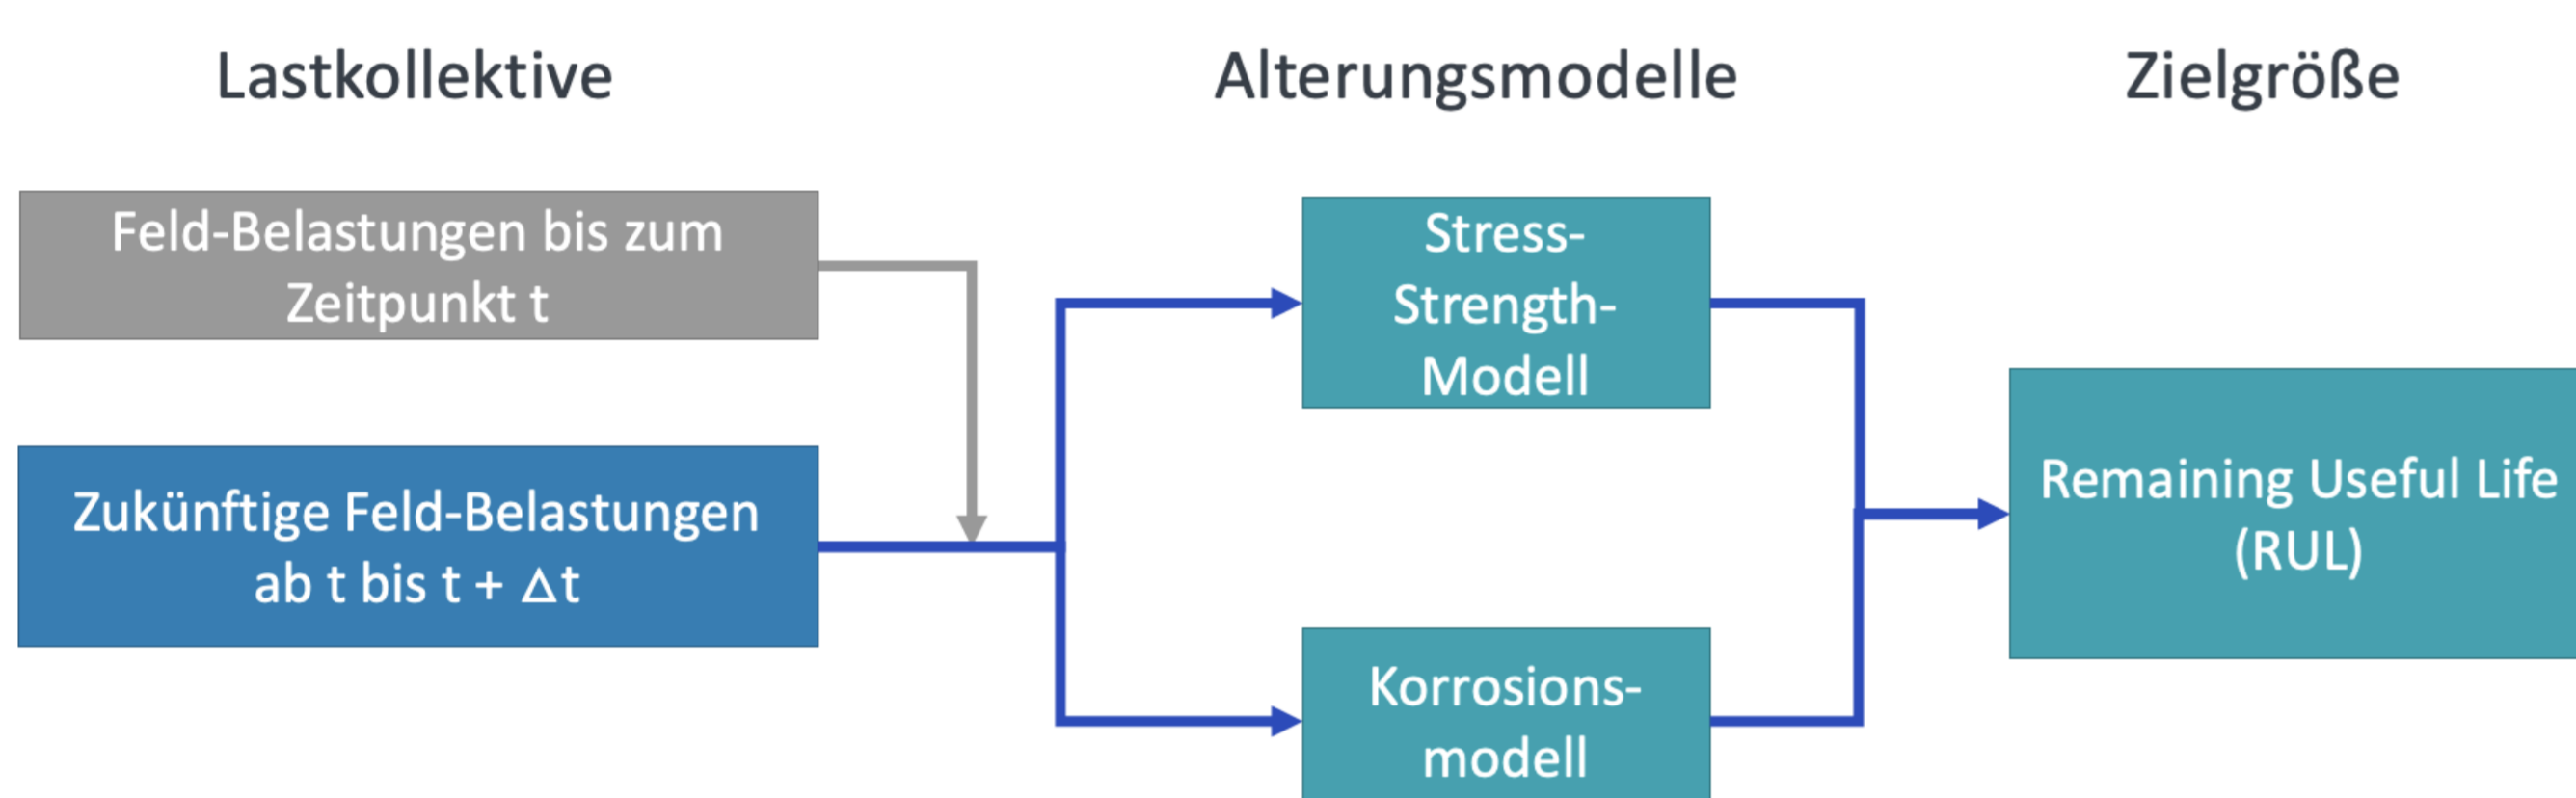 Lastkollektive
Alterungsmodelle
Zielgröße
Feld-Belastungen bis zum
Zeitpunkt t
Zukünftige Feld-Belastungen
ab t bis t + Δt
Stress-
Strength-
Modell
Korrosions-
modell
Remaining Useful Life
(RUL)